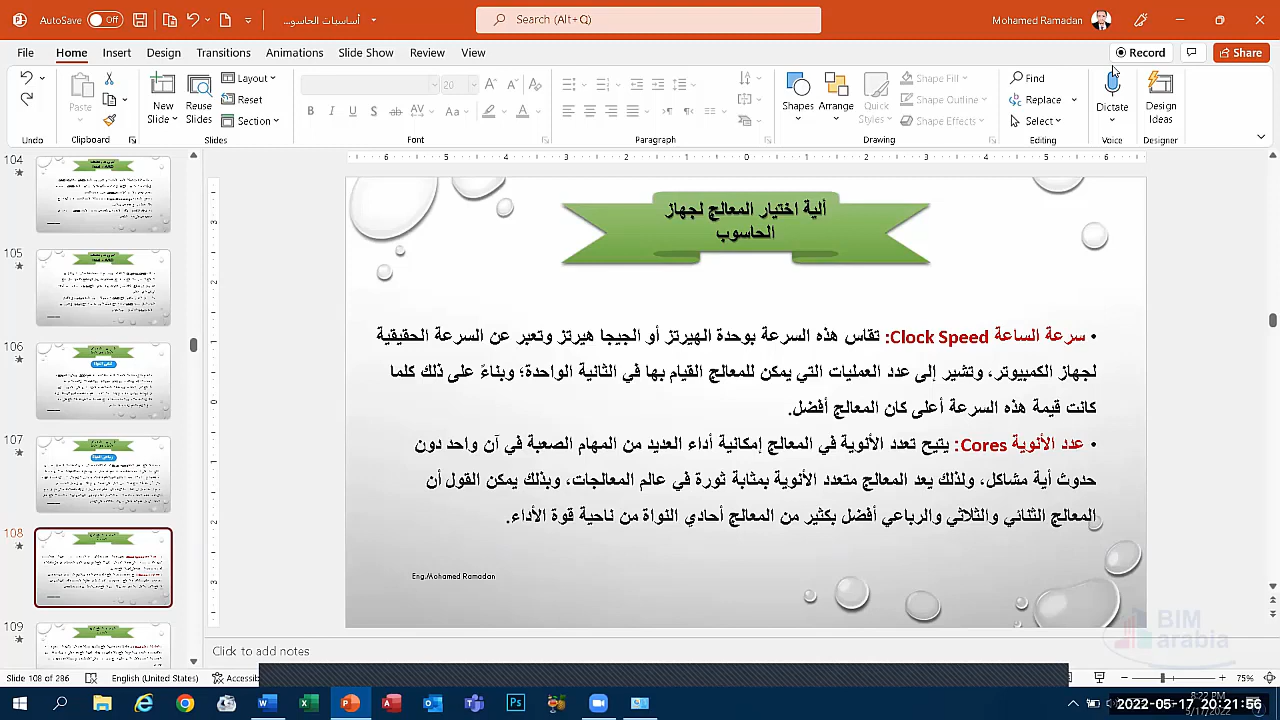 AutoSave Off أساسيات الحاسو...
Search (Alt+Q)
Mohamed Ramadan
File Home Insert Design Transitions Animations Slide Show Review View Record Share
Paste
Clipboard
New Slide
Reuse Slides
Layout
Reset
Section
Slides
20
Font
Paragraph
Shapes
Arrange
Quick Styles
Shape Fill
Shape Outline
Shape Effects
Drawing
Find
Replace
Select
Editing
Dictate
Voice
Design Ideas
Designer
104
105
106
107
108
109
ألية اختيار المعالج لجهاز
الحاسوب
• سرعة الساعة Clock Speed: تقاس هذه السرعة بوحدة الهيرتز أو الجيجا هيرتز وتعبر عن السرعة الحقيقية
لجهاز الكمبيوتر، وتشير إلى عدد العمليات التي يمكن للمعالج القيام بها في الثانية الواحدة؛ وبناءً على ذلك كلما
كانت قيمة هذه السرعة أعلى كان المعالج أفضل.
• عدد الأنوية Cores: يتيح تعدد الأنوية في المعالج إمكانية أداء العديد من المهام الصعبة في آن واحد دون
حدوث أية مشاكل، ولذلك يعد المعالج متعدد الأنوية بمثابة ثورة في عالم المعالجات، وبذلك يمكن القول أن
المعالج الثنائي والثلاثي والرباعي أفضل بكثير من المعالج أحادي النواة من ناحية قوة الأداء.
Eng.Mohamed Ramadan
BIM
arabia
Click to add notes
Slide 108 of 286 English (United States) 75%
2022-05-17 20:21:56